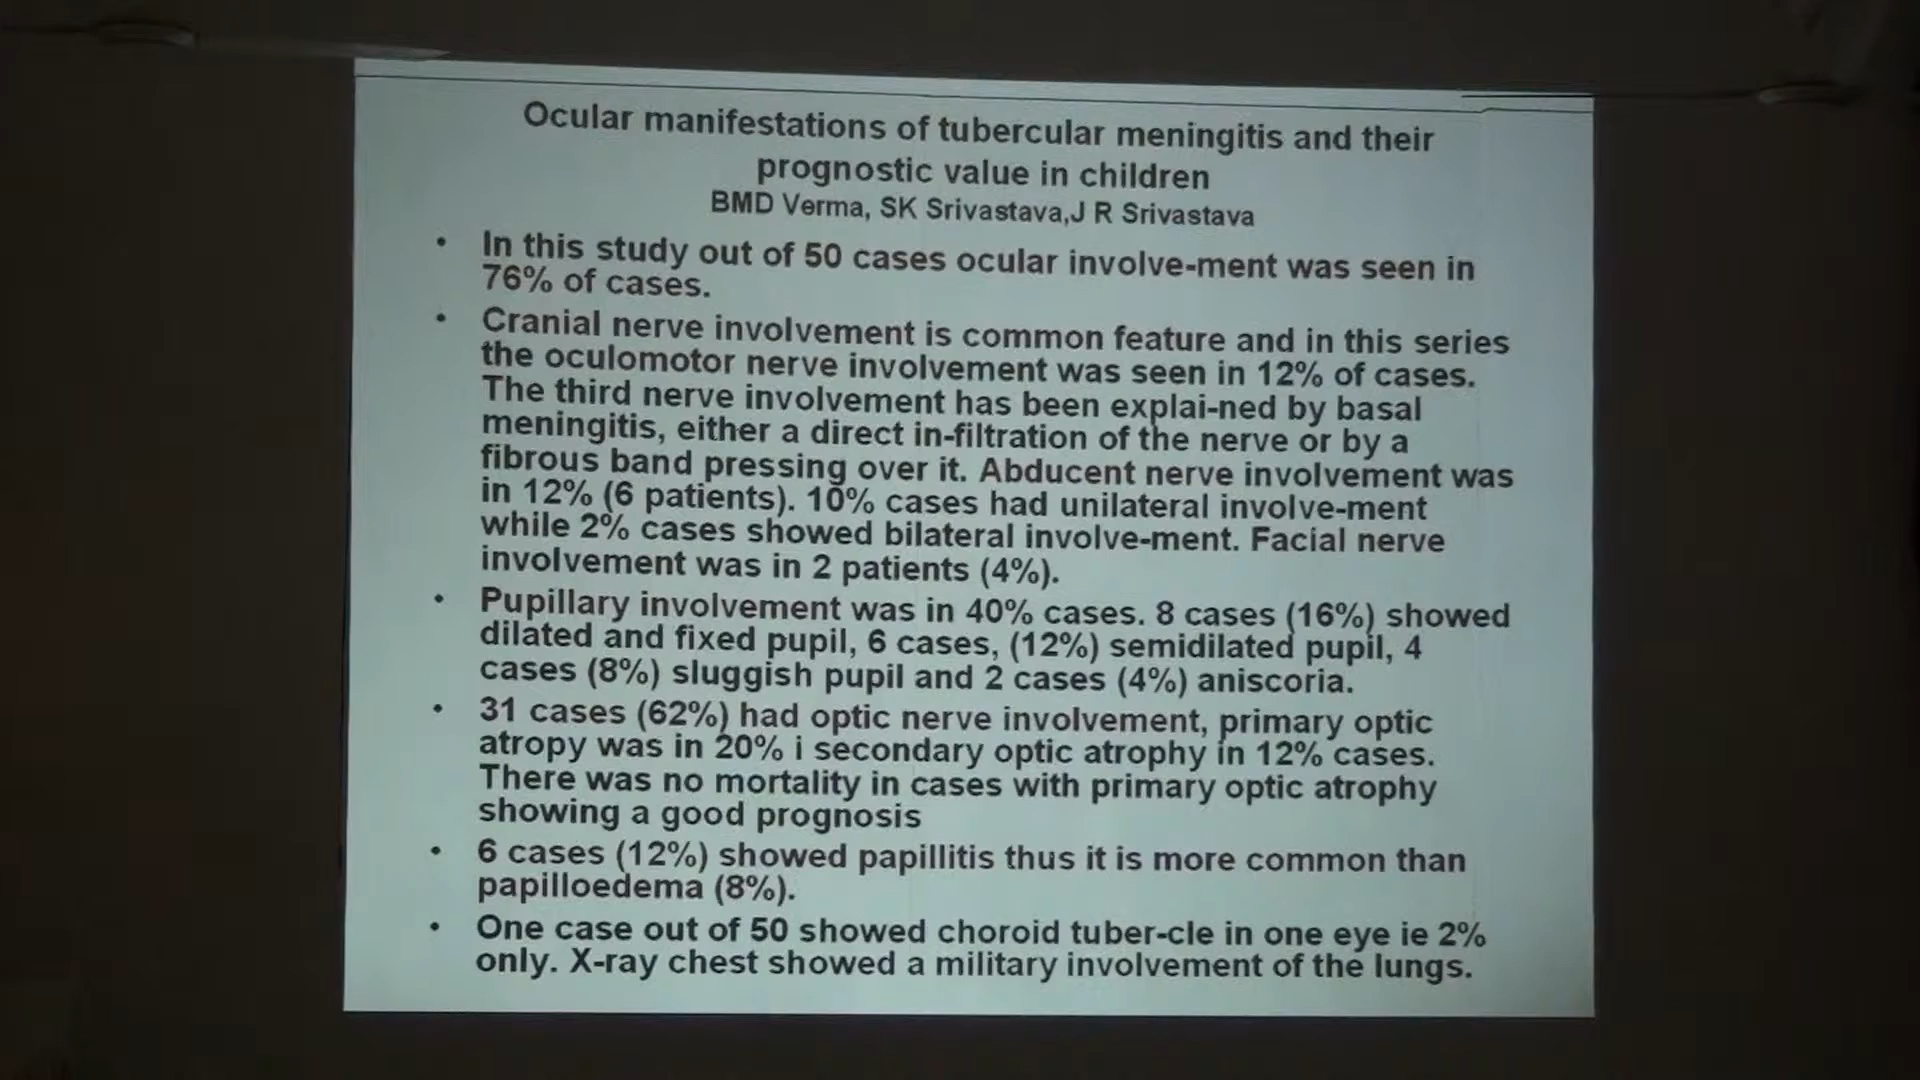 Ocular manifestations of tubercular meningitis and their
prognostic value in children
BMD Verma, SK Srivastava,J R Srivastava
• In this study out of 50 cases ocular involve-ment was seen in
76% of cases.
• Cranial nerve involvement is common feature and in this series
the oculomotor nerve involvement was seen in 12% of cases.
The third nerve involvement has been explai-ned by basal
meningitis, either a direct in-filtration of the nerve or by a
fibrous band pressing over it. Abducent nerve involvement was
in 12% (6 patients). 10% cases had unilateral involve-ment
while 2% cases showed bilateral involve-ment. Facial nerve
involvement was in 2 patients (4%).
• Pupillary involvement was in 40% cases. 8 cases (16%) showed
dilated and fixed pupil, 6 cases, (12%) semidilated pupil, 4
cases (8%) sluggish pupil and 2 cases (4%) aniscoria.
• 31 cases (62%) had optic nerve involvement, primary optic
atropy was in 20% i secondary optic atrophy in 12% cases.
There was no mortality in cases with primary optic atrophy
showing a good prognosis
• 6 cases (12%) showed papillitis thus it is more common than
papilloedema (8%).
• One case out of 50 showed choroid tuber-cle in one eye ie 2%
only. X-ray chest showed a military involvement of the lungs.